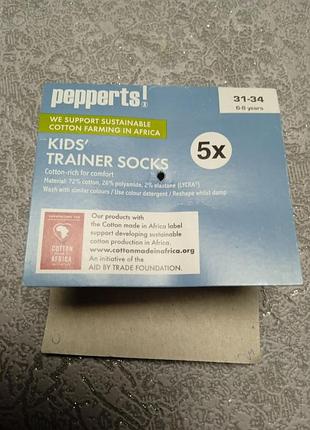 pepperts!®
31-34
6-8 years
WE SUPPORT SUSTAINABLE
COTTON FARMING IN AFRICA
KIDS'
TRAINER SOCKS
5x
Cotton-rich for comfort
Material: 72% cotton, 26% polyamide, 2% elastane (LYCRA®)
Wash with similar colours / Use colour detergent / Reshape whilst damp
COTTON
MADE IN
AFRICA
Our products with
the Cotton made in Africa label
support developing sustainable
cotton production in Africa.
www.cottonmadeinafrica.org
An initiative of the
AID BY TRADE FOUNDATION.